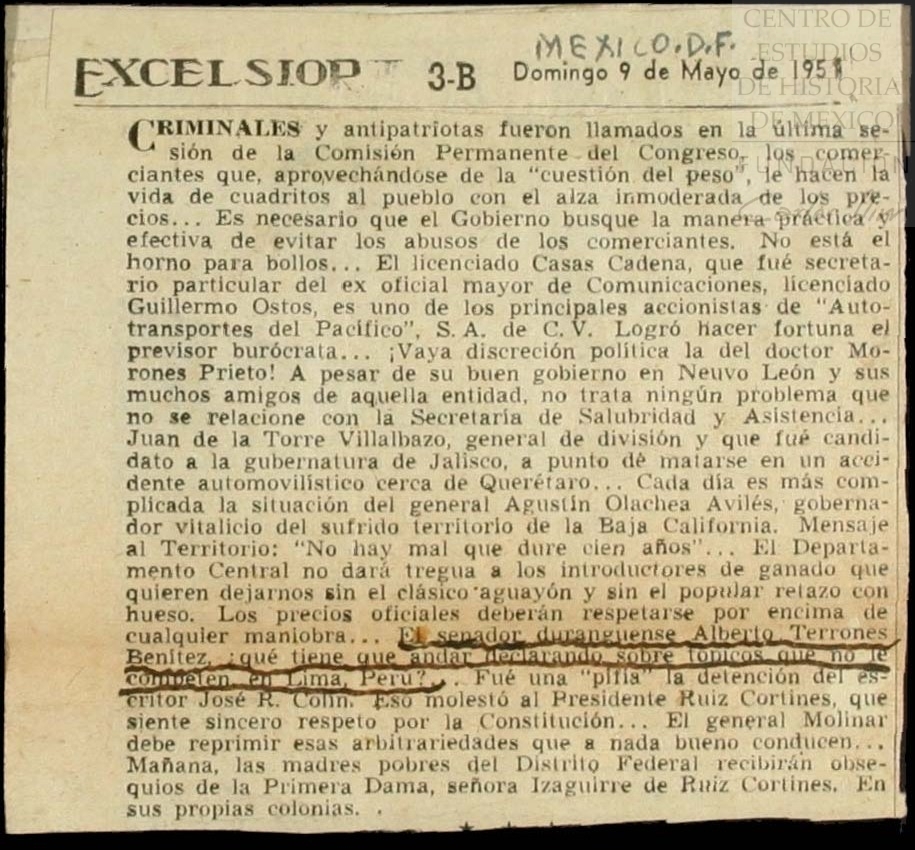 CENTRO DE
ESTUDIOS
DE HISTORIA
DE MEXICO
MEXICO.D.F.
EXCELSIOR 3-B Domingo 9 de Mayo de 195
CRIMINALES y antipatriotas fueron llamados en la última se-
sión de la Comisión Permanente del Congreso, los comer-
ciantes que, aprovechándose de la "cuestión del peso", le hacen la
vida de cuadritos al pueblo con el alza inmoderada de los pre-
cios... Es necesario que el Gobierno busque la manera práctica y
efectiva de evitar los abusos de los comerciantes. No está el
horno para bollos... El licenciado Casas Cadena, que fué secreta-
rio particular del ex oficial mayor de Comunicaciones, licenciado
Guillermo Ostos, es uno de los principales accionistas de "Auto-
transportes del Pacífico", S. A. de C. V. Logró hacer fortuna el
previsor burócrata... ¡Vaya discreción política la del doctor Mo-
rones Prieto! A pesar de su buen gobierno en Neuvo León y sus
muchos amigos de aquella entidad, no trata ningún problema que
no se relacione con la Secretaría de Salubridad y Asistencia...
Juan de la Torre Villalbazo, general de división y que fué candi-
dato a la gubernatura de Jalisco, a punto de matarse en un acci-
dente automovilístico cerca de Querétaro... Cada día es más com-
plicada la situación del general Agustín Olachea Avilés, goberna-
dor vitalicio del sufrido territorio de la Baja California. Mensaje
al Territorio: "No hay mal que dure cien años"... El Departa-
mento Central no dará tregua a los introductores de ganado que
quieren dejarnos sin el clásico aguayón y sin el popular retazo con
hueso. Los precios oficiales deberán respetarse por encima de
cualquier maniobra... El senador duranguense Alberto Terrones
Benítez, ¿qué tiene que andar declarando sobre tópicos que no le
competen, en Lima, Perú?... Fué una "pifia" la detención del es-
critor José R. Colín. Eso molestó al Presidente Ruiz Cortines, que
siente sincero respeto por la Constitución... El general Molinar
debe reprimir esas arbitrariedades que a nada bueno conducen...
Mañana, las madres pobres del Distrito Federal recibirán obse-
quios de la Primera Dama, señora Izaguirre de Ruiz Cortines. En
sus propias colonias. .